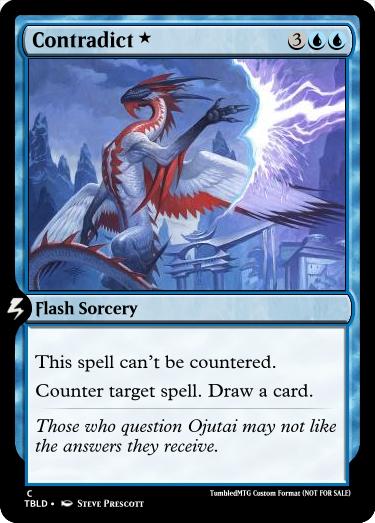 Contradict ★ 3
Flash Sorcery
This spell can't be countered.
Counter target spell. Draw a card.
Those who question Ojutai may not like
the answers they receive.
C
TBLD • Steve Prescott
TumbledMTG Custom Format (NOT FOR SALE)